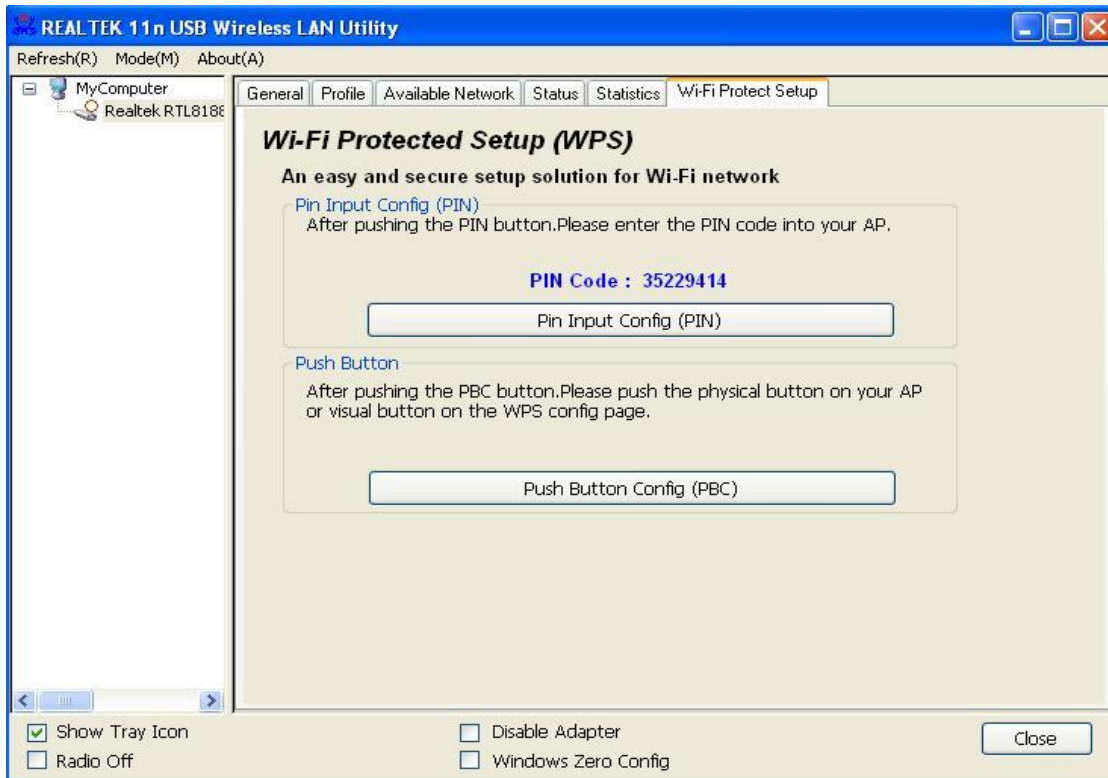 REALTEK 11n USB Wireless LAN Utility
Refresh(R) Mode(M) About(A)
MyComputer
Realtek RTL8188
General Profile Available Network Status Statistics Wi-Fi Protect Setup
Wi-Fi Protected Setup (WPS)
An easy and secure setup solution for Wi-Fi network
Pin Input Config (PIN)
After pushing the PIN button.Please enter the PIN code into your AP.
PIN Code : 35229414
Pin Input Config (PIN)
Push Button
After pushing the PBC button.Please push the physical button on your AP
or visual button on the WPS config page.
Push Button Config (PBC)
Show Tray Icon
Disable Adapter
Radio Off
Windows Zero Config
Close